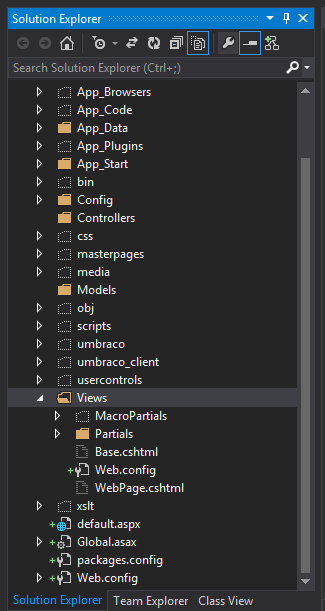 Solution Explorer
Search Solution Explorer (Ctrl+;)
App_Browsers
App_Code
App_Data
App_Plugins
App_Start
bin
Config
Controllers
css
masterpages
media
Models
obj
scripts
umbraco
umbraco_client
usercontrols
Views
MacroPartials
Partials
Base.cshtml
Web.config
WebPage.cshtml
xslt
default.aspx
Global.asax
packages.config
Web.config
Solution Explorer Team Explorer Class View